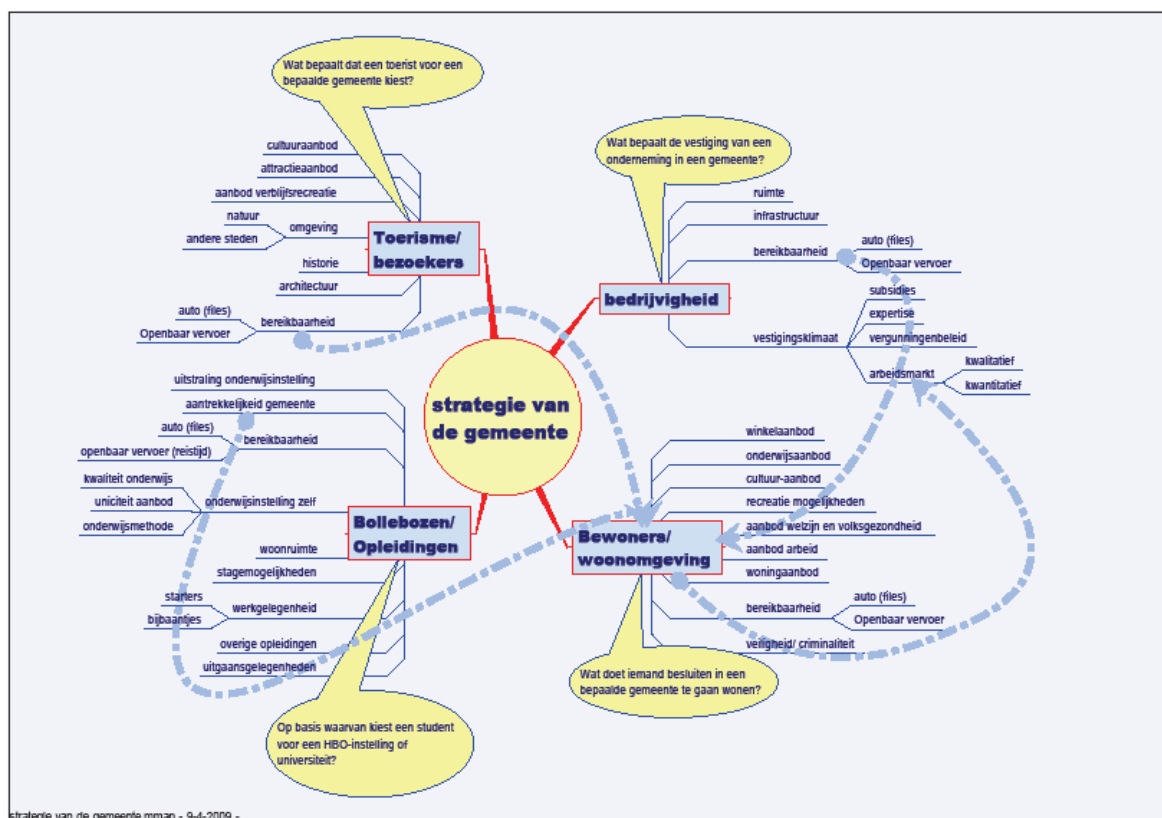 Wat bepaalt dat een toerist voor een
bepaalde gemeente kiest?
cultuuraanbod
attractieaanbod
aanbod verblijfsrecreatie
natuur
andere steden
omgeving
historie
architectuur
auto (files)
Openbaar vervoer
bereikbaarheid
Toerisme/
bezoekers
Wat bepaalt de vestiging van een
onderneming in een gemeente?
ruimte
infrastructuur
bereikbaarheid
auto (files)
Openbaar vervoer
bedrijvigheid
vestigingsklimaat
subsidies
expertise
vergunningenbeleid
arbeidsmarkt
kwalitatief
kwantitatief
strategie van
de gemeente
uitstraling onderwijsinstelling
aantrekkelijkeid gemeente
auto (files)
openbaar vervoer (reistijd)
bereikbaarheid
kwaliteit onderwijs
uniciteit aanbod
onderwijsmethode
onderwijsinstelling zelf
Bollebozen/
Opleidingen
woonruimte
stagemogelijkheden
starters
bijbaantjes
werkgelegenheid
overige opleidingen
uitgaansgelegenheden
Op basis waarvan kiest een student
voor een HBO-instelling of
universiteit?
winkelaanbod
onderwijsaanbod
cultuur-aanbod
recreatie mogelijkheden
aanbod welzijn en volksgezondheid
Bewoners/
woonomgeving
aanbod arbeid
woningaanbod
bereikbaarheid
auto (files)
Openbaar vervoer
veiligheid/ criminaliteit
Wat doet iemand besluiten in een
bepaalde gemeente te gaan wonen?
strategie van de gemeente.mmap - 9-4-2009 -